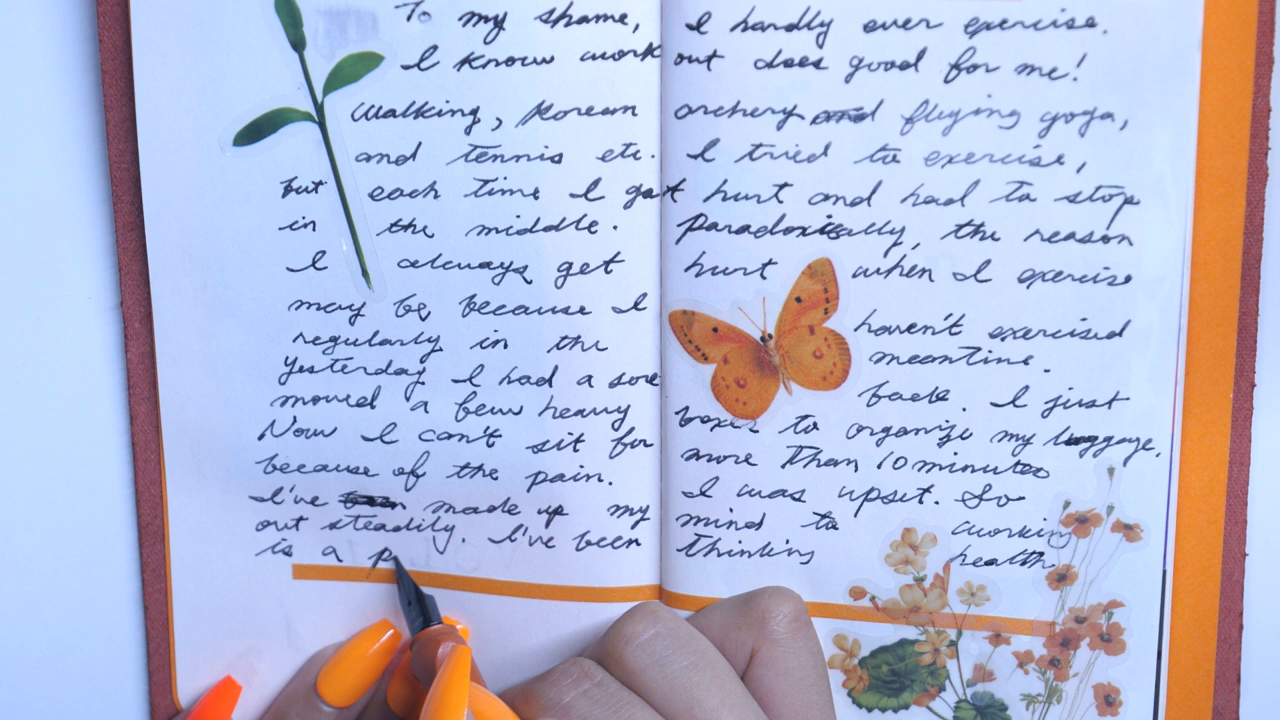 To my shame, I hardly ever exercise.
I know work out does good for me!
Walking, Korean archery and flying yoga,
and tennis etc. I tried to exercise,
but each time I got hurt and had to stop
in the middle. Paradoxically, the reason
I always get hurt when I exercise
may be because I haven't exercised
regularly in the meantine.
Yesterday I had a sore back. I just
moved a few heavy boxes to organize my luggage.
Now I can't sit for more than 10 minutes
because of the pain. I was upset. So
I've made up my mind to working
out steadily. I've been thinking health
is a p